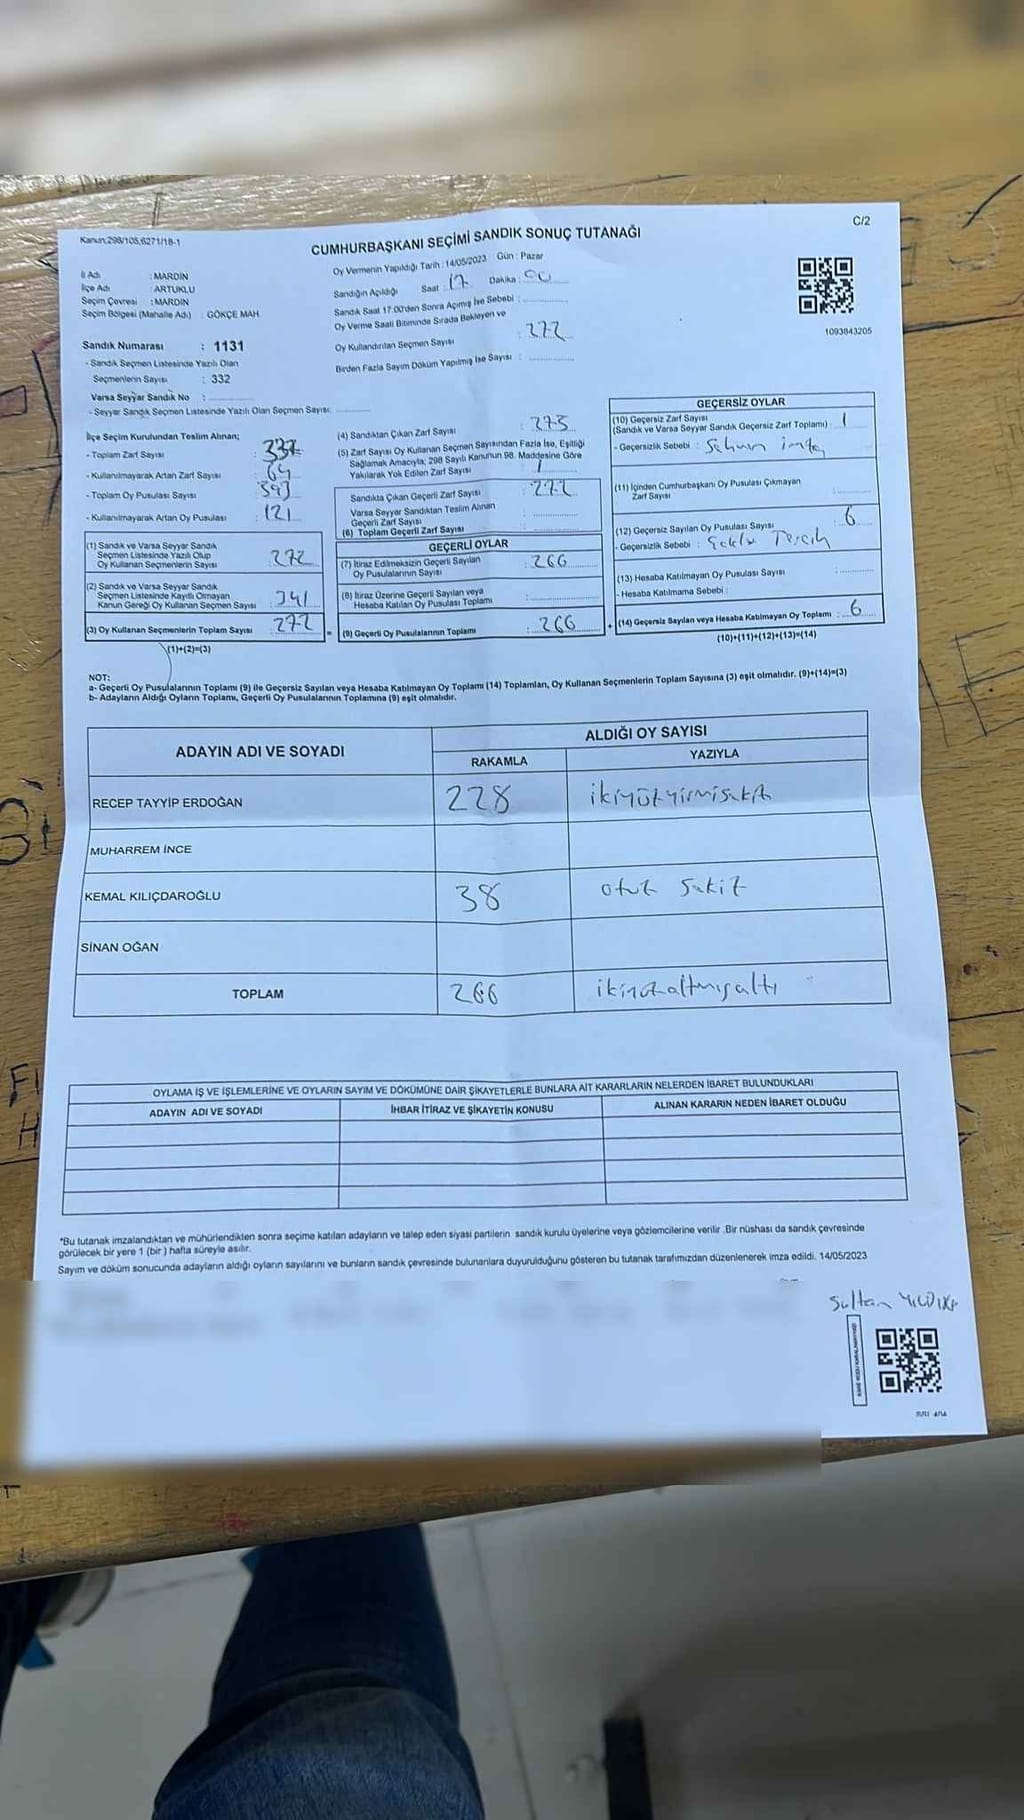 Kanun;298/105,6271/18-1
C/2
CUMHURBAŞKANI SEÇİMİ SANDIK SONUÇ TUTANAĞI
İl Adı : MARDİN
İlçe Adı : ARTUKLU
Seçim Çevresi : MARDİN
Seçim Bölgesi (Mahalle Adı) : GÖKÇE MAH.
Sandık Numarası : 1131
- Sandık Seçmen Listesinde Yazılı Olan
Seçmenlerin Sayısı : 332
Varsa Seyyar Sandık No :
- Seyyar Sandık Seçmen Listesinde Yazılı Olan Seçmen Sayısı:
Oy Vermenin Yapıldığı Tarih : 14/05/2023 Gün : Pazar
Sandığın Açıldığı Saat 17 Dakika : 00
Sandık Saat 17.00'den Sonra Açımış İse Sebebi :
Oy Verme Saati Bitiminde Sırada Bekleyen ve
Oy Kullandırılan Seçmen Sayısı : 272
Birden Fazla Sayım Döküm Yapılmış İse Sayısı :
1093843205
İlçe Seçim Kurulundan Teslim Alınan;
- Toplam Zarf Sayısı : 337
- Kullanılmayarak Artan Zarf Sayısı : 64
- Toplam Oy Pusulası Sayısı : 393
- Kullanılmayarak Artan Oy Pusulası : 121
(1) Sandık ve Varsa Seyyar Sandık
Seçmen Listesinde Yazılı Olup
Oy Kullanan Seçmenlerin Sayısı : 272
(2) Sandık ve Varsa Seyyar Sandık
Seçmen Listesinde Kayıtlı Olmayan
Kanun Gereği Oy Kullanan Seçmen Sayısı : 341
(3) Oy Kullanan Seçmenlerin Toplam Sayısı : 272
(1)+(2)=(3)
(4) Sandıktan Çıkan Zarf Sayısı : 273
(5) Zarf Sayısı Oy Kullanan Seçmen Sayısından Fazla İse, Eşitliği
Sağlamak Amacıyla; 298 Sayılı Kanunun 98. Maddesine Göre
Yakılarak Yok Edilen Zarf Sayısı : 1
Sandıkta Çıkan Geçerli Zarf Sayısı : 272
Varsa Seyyar Sandıktan Teslim Alınan
Geçerli Zarf Sayısı
(6) Toplam Geçerli Zarf Sayısı
GEÇERLİ OYLAR
(7) İtiraz Edilmeksizin Geçerli Sayılan
Oy Pusulalarının Sayısı : 266
(8) İtiraz Üzerine Geçerli Sayılan veya
Hesaba Katılan Oy Pusulası Toplamı :
(9) Geçerli Oy Pusulalarının Toplamı : 266
GEÇERSİZ OYLAR
(10) Geçersiz Zarf Sayısı
(Sandık ve Varsa Seyyar Sandık Geçersiz Zarf Toplamı) : 1
- Geçersizlik Sebebi :
(11) İçinden Cumhurbaşkanı Oy Pusulası Çıkmayan
Zarf Sayısı
(12) Geçersiz Sayılan Oy Pusulası Sayısı : 6
- Geçersizlik Sebebi :
(13) Hesaba Katılmayan Oy Pusulası Sayısı :
- Hesaba Katılmama Sebebi :
(14) Geçersiz Sayılan veya Hesaba Katılmayan Oy Toplamı : 6
(10)+(11)+(12)+(13)=(14)
NOT:
a- Geçerli Oy Pusulalarının Toplamı (9) ile Geçersiz Sayılan veya Hesaba Katılmayan Oy Toplamı (14) Toplamları, Oy Kullanan Seçmenlerin Toplam Sayısına (3) eşit olmalıdır. (9)+(14)=(3)
b- Adayların Aldığı Oyların Toplamı, Geçerli Oy Pusulalarının Toplamına (9) eşit olmalıdır.
ADAYIN ADI VE SOYADI ALDIĞI OY SAYISI
RAKAMLA YAZIYLA
RECEP TAYYİP ERDOĞAN 228 ikiyüzyirmisekiz
MUHARREM İNCE
KEMAL KILIÇDAROĞLU 38 otuz sekiz
SİNAN OĞAN
TOPLAM 266 ikiyüzaltmışaltı
OYLAMA İŞ VE İŞLEMLERİNE VE OYLARIN SAYIM VE DÖKÜMÜNE DAİR ŞİKAYETLERLE BUNLARA AİT KARARLARIN NELERDEN İBARET BULUNDUKLARI
ADAYIN ADI VE SOYADI İHBAR İTİRAZ VE ŞİKAYETİN KONUSU ALINAN KARARIN NEDEN İBARET OLDUĞU
*Bu tutanak imzalandıktan ve mühürlendikten sonra seçime katılan adayların ve talep eden siyasi partilerin sandık kurulu üyelerine veya gözlemcilerine verilir .Bir nüshası da sandık çevresinde
görülecek bir yere 1 (bir ) hafta süreyle asılır.
Sayım ve döküm sonucunda adayların aldığı oyların sayılarını ve bunların sandık çevresinde bulunanlara duyurulduğunu gösteren bu tutanak tarafımızdan düzenlenerek imza edildi. 14/05/2023
Sultan